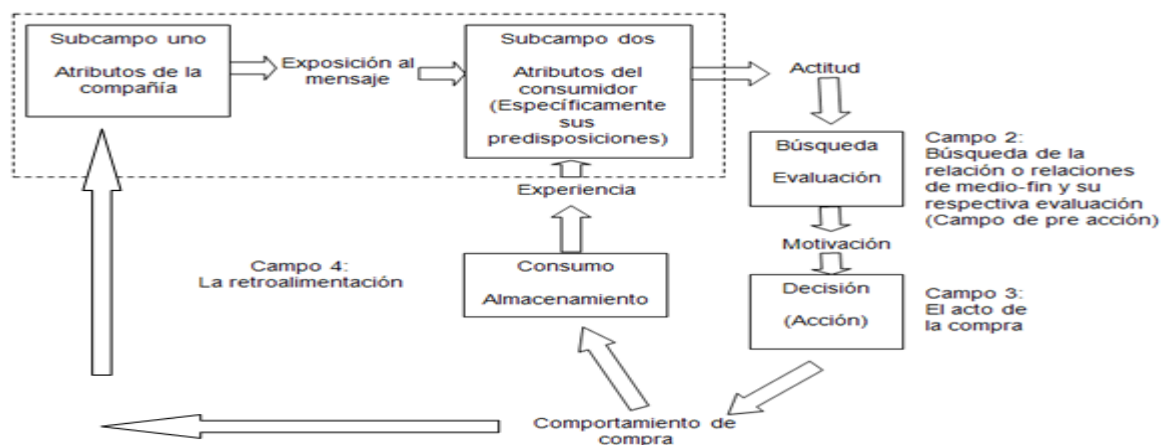 Subcampo uno
Atributos de la
compañía
Exposición al
mensaje
Subcampo dos
Atributos del
consumidor
(Específicamente
sus
predisposiciones)
Actitud
Búsqueda
Evaluación
Campo 2:
Búsqueda de la
relación o relaciones
de medio-fin y su
respectiva evaluación
(Campo de pre acción)
Experiencia
Motivación
Campo 4:
La retroalimentación
Consumo
Almacenamiento
Decisión
(Acción)
Campo 3:
El acto de
la compra
Comportamiento de
compra